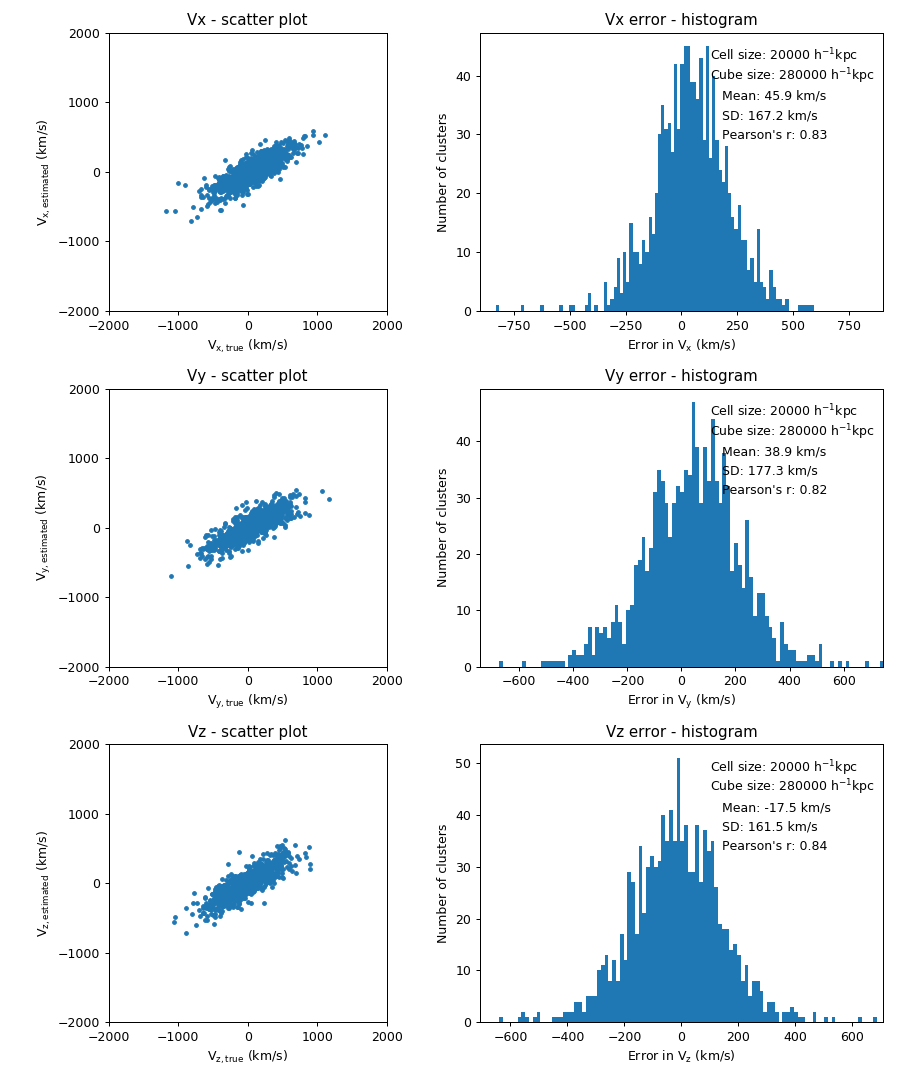 Vx - scatter plot
2000
1000
0
−1000
−2000
−2000 −1000 0 1000 2000
Vx, estimated (km/s)
Vx, true (km/s)
Vx error - histogram
Cell size: 20000 h−1kpc
Cube size: 280000 h−1kpc
Mean: 45.9 km/s
SD: 167.2 km/s
Pearson's r: 0.83
40
30
20
10
0
−750 −500 −250 0 250 500 750
Number of clusters
Error in Vx (km/s)
Vy - scatter plot
2000
1000
0
−1000
−2000
−2000 −1000 0 1000 2000
Vy, estimated (km/s)
Vy, true (km/s)
Vy error - histogram
Cell size: 20000 h−1kpc
Cube size: 280000 h−1kpc
Mean: 38.9 km/s
SD: 177.3 km/s
Pearson's r: 0.82
40
30
20
10
0
−600 −400 −200 0 200 400 600
Number of clusters
Error in Vy (km/s)
Vz - scatter plot
2000
1000
0
−1000
−2000
−2000 −1000 0 1000 2000
Vz, estimated (km/s)
Vz, true (km/s)
Vz error - histogram
Cell size: 20000 h−1kpc
Cube size: 280000 h−1kpc
Mean: -17.5 km/s
SD: 161.5 km/s
Pearson's r: 0.84
50
40
30
20
10
0
−600 −400 −200 0 200 400 600
Number of clusters
Error in Vz (km/s)